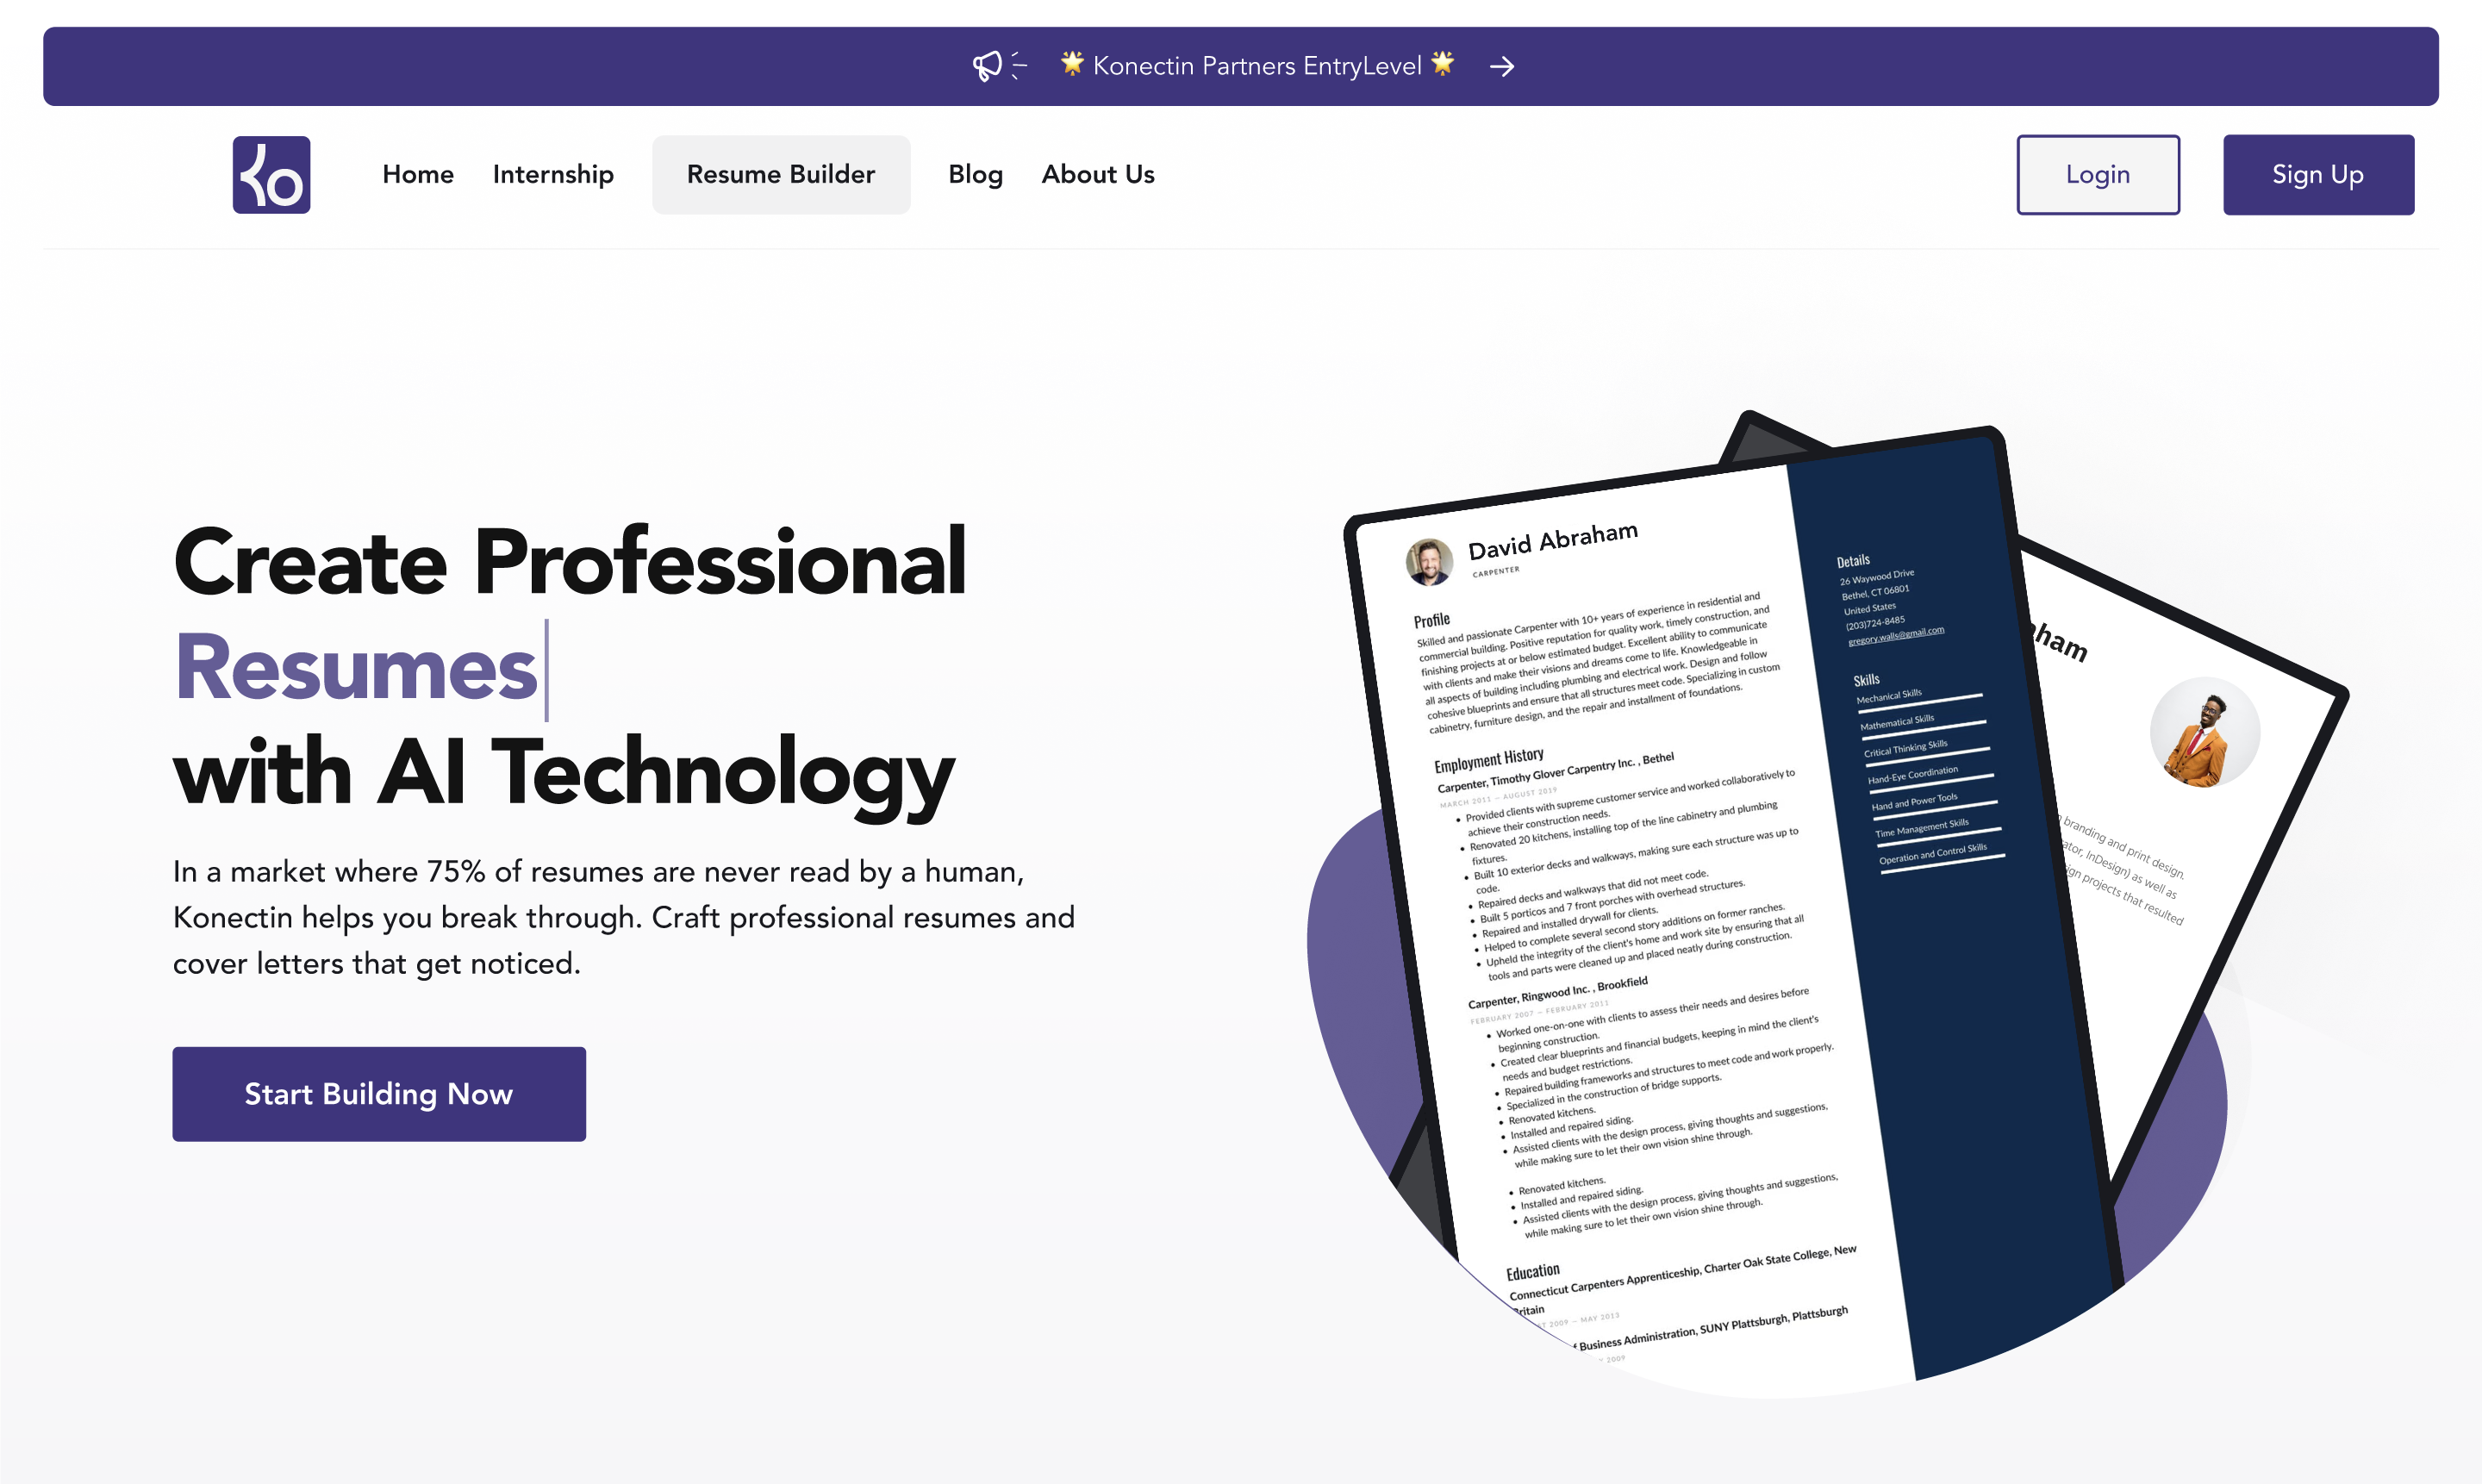 🌟 Konectin Partners EntryLevel 🌟 →
Ko
Home Internship Resume Builder Blog About Us
Login Sign Up
Create Professional
Resumes
with AI Technology
In a market where 75% of resumes are never read by a human,
Konectin helps you break through. Craft professional resumes and
cover letters that get noticed.
Start Building Now
David Abraham
CARPENTER
Profile
Skilled and passionate Carpenter with 10+ years of experience in residential and
commercial building. Positive reputation for quality work, timely construction, and
finishing projects at or below estimated budget. Excellent ability to communicate
with clients and make their visions and dreams come to life. Knowledgeable in
all aspects of building including plumbing and electrical work. Design and follow
cohesive blueprints and ensure that all structures meet code. Specializing in custom
cabinetry, furniture design, and the repair and installment of foundations.
Employment History
Carpenter, Timothy Glover Carpentry Inc. , Bethel
MARCH 2011 — AUGUST 2019
• Provided clients with supreme customer service and worked collaboratively to
achieve their construction needs.
• Renovated 20 kitchens, installing top of the line cabinetry and plumbing
fixtures.
• Built 10 exterior decks and walkways, making sure each structure was up to
code.
• Repaired decks and walkways that did not meet code.
• Built 5 porticos and 7 front porches with overhead structures.
• Repaired and installed drywall for clients.
• Helped to complete several second story additions on former ranches.
• Upheld the integrity of the client's home and work site by ensuring that all
tools and parts were cleaned up and placed neatly during construction.
Carpenter, Ringwood Inc. , Brookfield
FEBRUARY 2007 — FEBRUARY 2011
• Worked one-on-one with clients to assess their needs and desires before
beginning construction.
• Created clear blueprints and financial budgets, keeping in mind the client's
needs and budget restrictions.
• Repaired building frameworks and structures to meet code and work properly.
• Specialized in the construction of bridge supports.
• Renovated kitchens.
• Installed and repaired siding.
• Assisted clients with the design process, giving thoughts and suggestions,
while making sure to let their own vision shine through.
• Renovated kitchens.
• Installed and repaired siding.
• Assisted clients with the design process, giving thoughts and suggestions,
while making sure to let their own vision shine through.
Education
Connecticut Carpenters Apprenticeship, Charter Oak State College, New
Britain
2009 — MAY 2013
Business Administration, SUNY Plattsburgh, Plattsburgh
2009
Details
26 Waywood Drive
Bethel, CT 06801
United States
(203)724-8485
gregory.walls@gmail.com
Skills
Mechanical Skills
Mathematical Skills
Critical Thinking Skills
Hand-Eye Coordination
Hand and Power Tools
Time Management Skills
Operation and Control Skills
ham
branding and print design.
ator, InDesign) as well as
ign projects that resulted